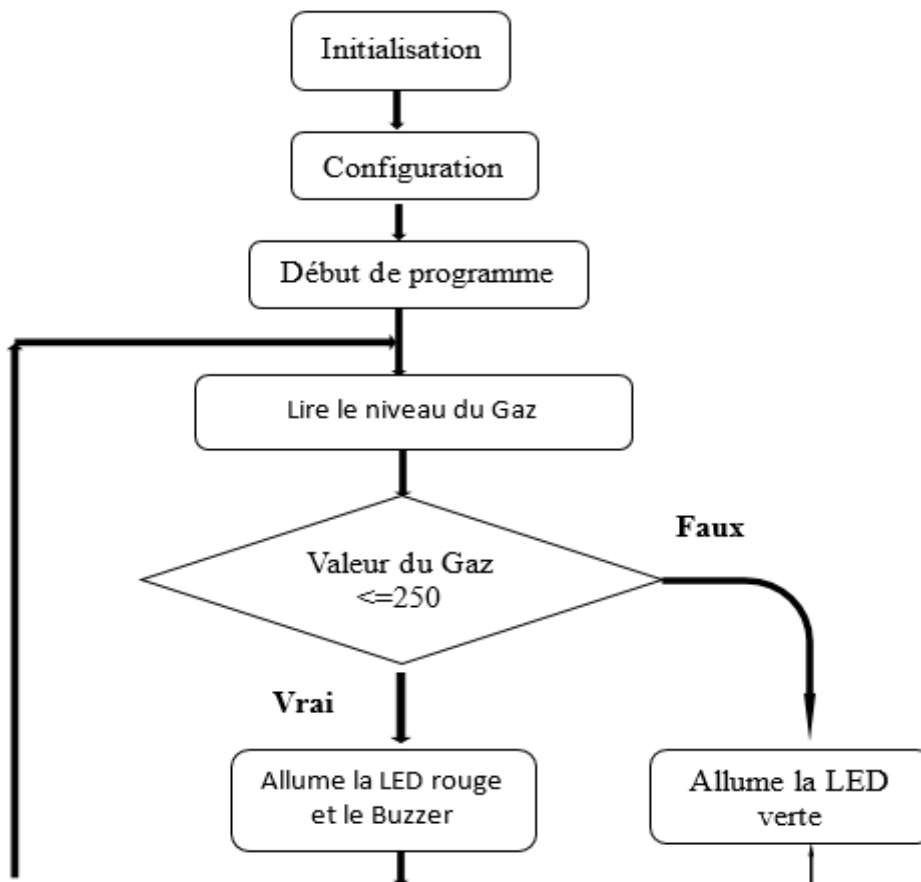 Initialisation
Configuration
Début de programme
Lire le niveau du Gaz
Valeur du Gaz
<=250
Faux
Vrai
Allume la LED rouge
et le Buzzer
Allume la LED
verte